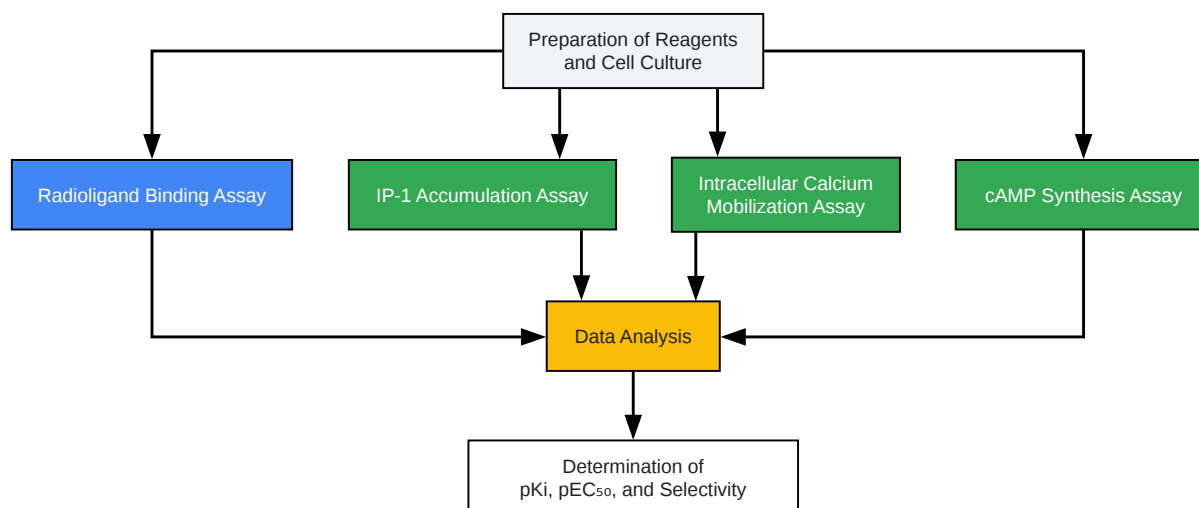 Preparation of Reagents
and Cell Culture
Radioligand Binding Assay
IP-1 Accumulation Assay
Intracellular Calcium
Mobilization Assay
cAMP Synthesis Assay
Data Analysis
Determination of
pKi, pEC₅₀, and Selectivity